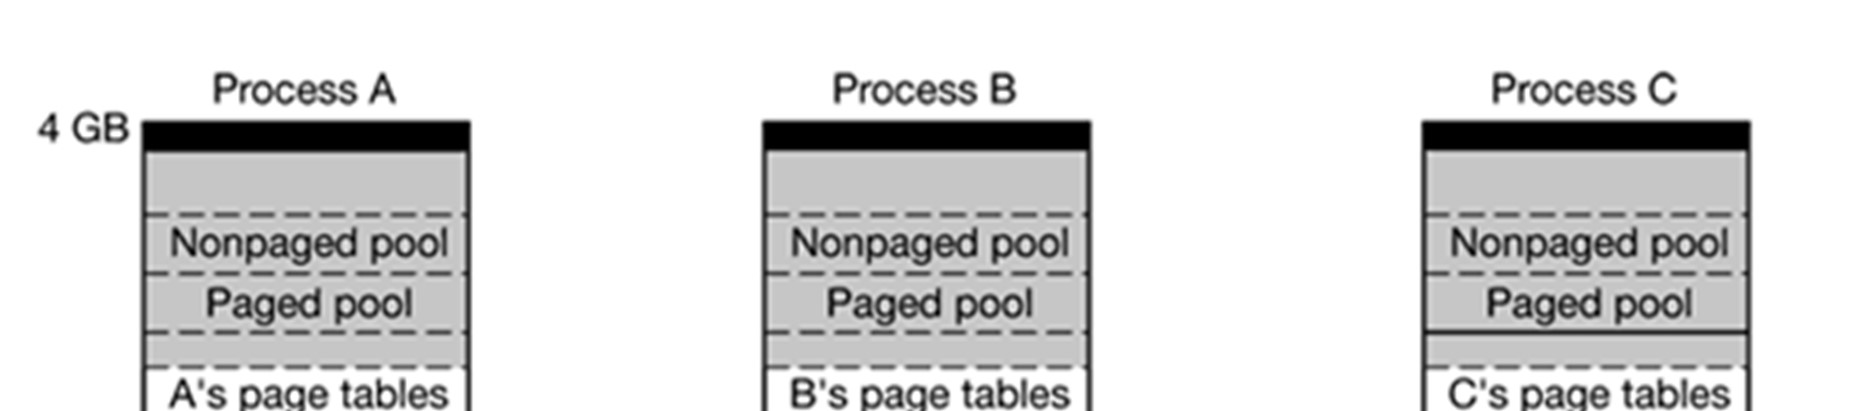 Process A
Process B
Process C
4 GB
Nonpaged pool
Nonpaged pool
Nonpaged pool
Paged pool
Paged pool
Paged pool
A's page tables
B's page tables
C's page tables